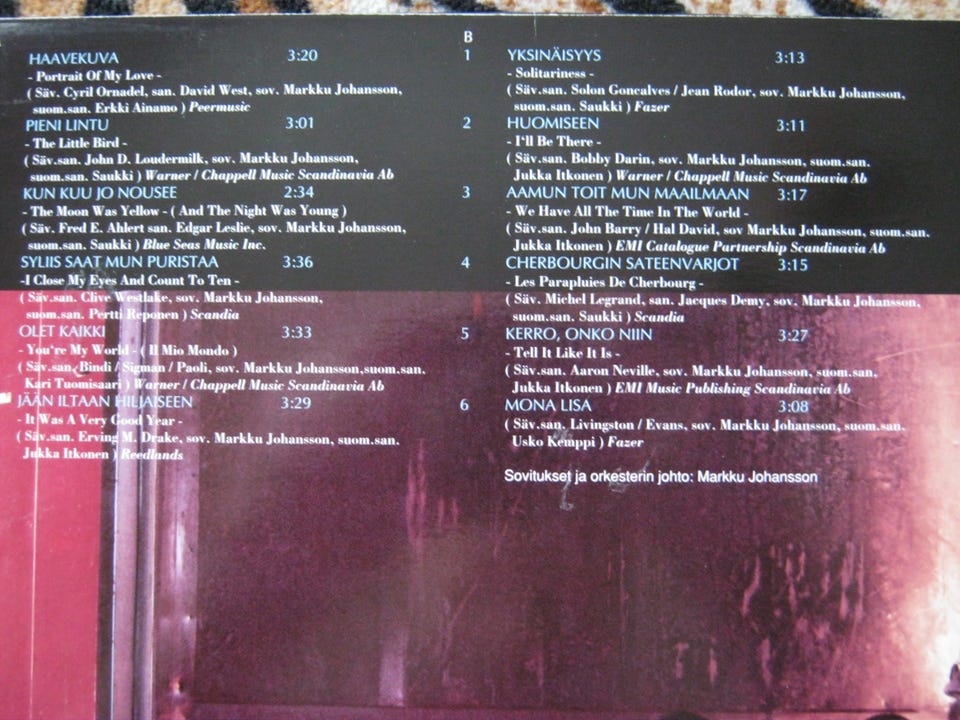 HAAVEKUVA 3:20
- Portrait Of My Love -
( Säv. Cyril Ornadel, san. David West, sov. Markku Johansson,
suom.san. Erkki Ainamo ) Peermusic
PIENI LINTU 3:01
- The Little Bird -
( Säv.san. John D. Loudermilk, sov. Markku Johansson,
suom.san. Saukki ) Warner / Chappell Music Scandinavia Ab
KUN KUU JO NOUSEE 2:34
- The Moon Was Yellow - ( And The Night Was Young )
( Säv. Fred E. Ahlert san. Edgar Leslie, sov. Markku Johansson,
suom.san. Saukki ) Blue Seas Music Inc.
SYLIIS SAAT MUN PURISTAA 3:36
-I Close My Eyes And Count To Ten -
( Säv.san. Clive Westlake, sov. Markku Johansson,
suom.san. Pertti Reponen ) Scandia
OLET KAIKKI 3:33
- You're My World - ( Il Mio Mondo )
( Säv.san. Bindi / Sigman / Paoli, sov. Markku Johansson,suom.san.
Kari Tuomisaari ) Warner / Chappell Music Scandinavia Ab
JÄÄN ILTAAN HILJAISEEN 3:29
- It Was A Very Good Year -
( Säv.san. Erving M. Drake, sov. Markku Johansson, suom.san.
Jukka Itkonen ) Reedlands
B
1 YKSINÄISYYS 3:13
- Solitariness -
( Säv. san. Solon Goncalves / Jean Rodor, sov. Markku Johansson,
suom.san. Saukki ) Fazer
2 HUOMISEEN 3:11
- I'll Be There -
( Säv.san. Bobby Darin, sov. Markku Johansson, suom.san.
Jukka Itkonen ) Warner / Chappell Music Scandinavia Ab
3 AAMUN TOIT MUN MAAILMAAN 3:17
- We Have All The Time In The World -
( Säv.san. John Barry / Hal David, sov Markku Johansson, suom.san.
Jukka Itkonen ) EMI Catalogue Partnership Scandinavia Ab
4 CHERBOURGIN SATEENVARJOT 3:15
- Les Parapluies De Cherbourg -
( Säv. Michel Legrand, san. Jacques Demy, sov. Markku Johansson,
suom.san. Saukki ) Scandia
5 KERRO, ONKO NIIN 3:27
- Tell It Like It Is -
( Säv.san. Aaron Neville, sov. Markku Johansson, suom.san.
Jukka Itkonen ) EMI Music Publishing Scandinavia Ab
6 MONA LISA 3:08
( Säv.san. Livingston / Evans, sov. Markku Johansson, suom.san.
Usko Kemppi ) Fazer
Sovitukset ja orkesterin johto: Markku Johansson